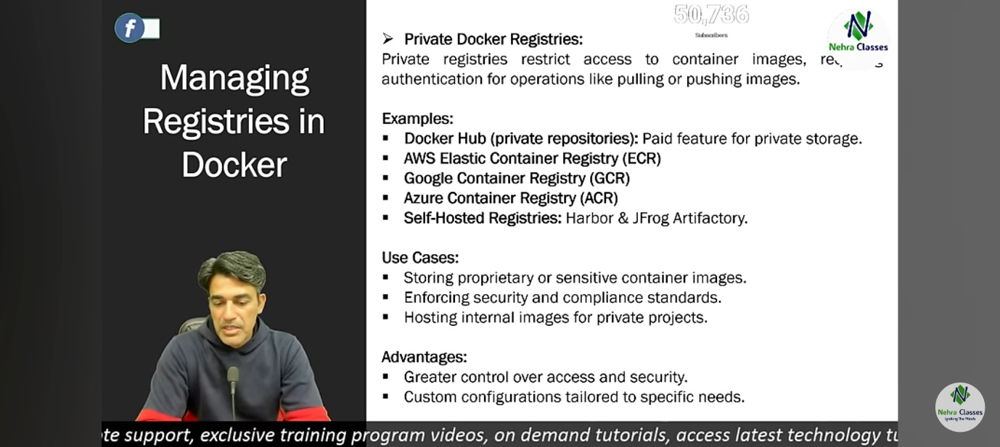 f
50,736
Subscribers
Nehra Classes
Managing
Registries in
Docker
➢ Private Docker Registries:
Private registries restrict access to container images,
authentication for operations like pulling or pushing images.
Examples:
▪ Docker Hub (private repositories): Paid feature for private storage.
▪ AWS Elastic Container Registry (ECR)
▪ Google Container Registry (GCR)
▪ Azure Container Registry (ACR)
▪ Self-Hosted Registries: Harbor & JFrog Artifactory.
Use Cases:
▪ Storing proprietary or sensitive container images.
▪ Enforcing security and compliance standards.
▪ Hosting internal images for private projects.
Advantages:
▪ Greater control over access and security.
▪ Custom configurations tailored to specific needs.
Nehra Classes
Igniting The Minds
support, exclusive training program videos, on demand tutorials, access latest technology